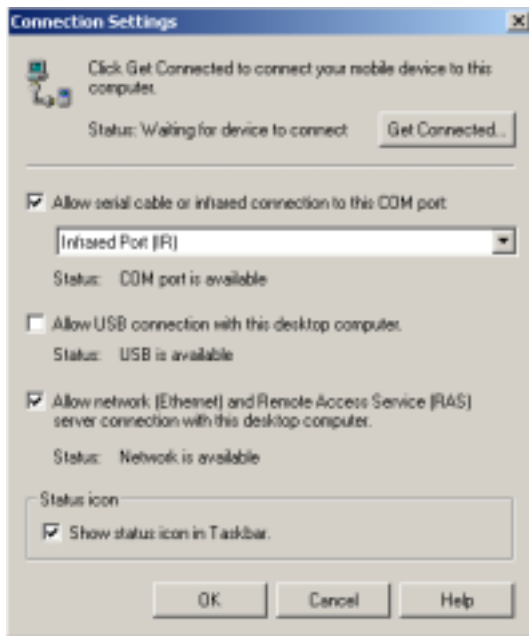 Connection Settings
Click Get Connected to connect your mobile device to this
computer.
Status: Waiting for device to connect
Get Connected...
Allow serial cable or infrared connection to this COM port
Infrared Port (IR)
Status: COM port is available
Allow USB connection with this desktop computer.
Status: USB is available
Allow network (Ethernet) and Remote Access Service (RAS)
server connection with this desktop computer.
Status: Network is available
Status icon
Show status icon in Taskbar.
OK
Cancel
Help